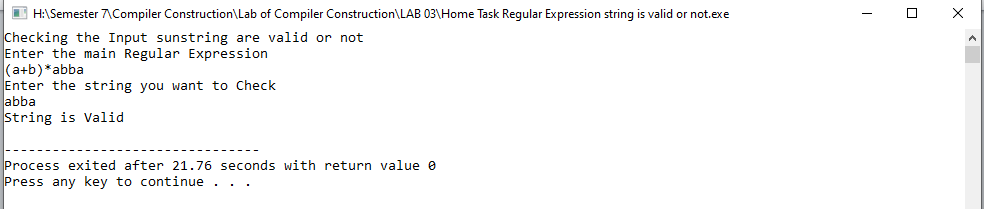 H:\Semester 7\Compiler Construction\Lab of Compiler Construction\LAB 03\Home Task Regular Expression string is valid or not.exe
Checking the Input sunstring are valid or not
Enter the main Regular Expression
(a+b)*abba
Enter the string you want to Check
abba
String is Valid
--------------------------------
Process exited after 21.76 seconds with return value 0
Press any key to continue . . .